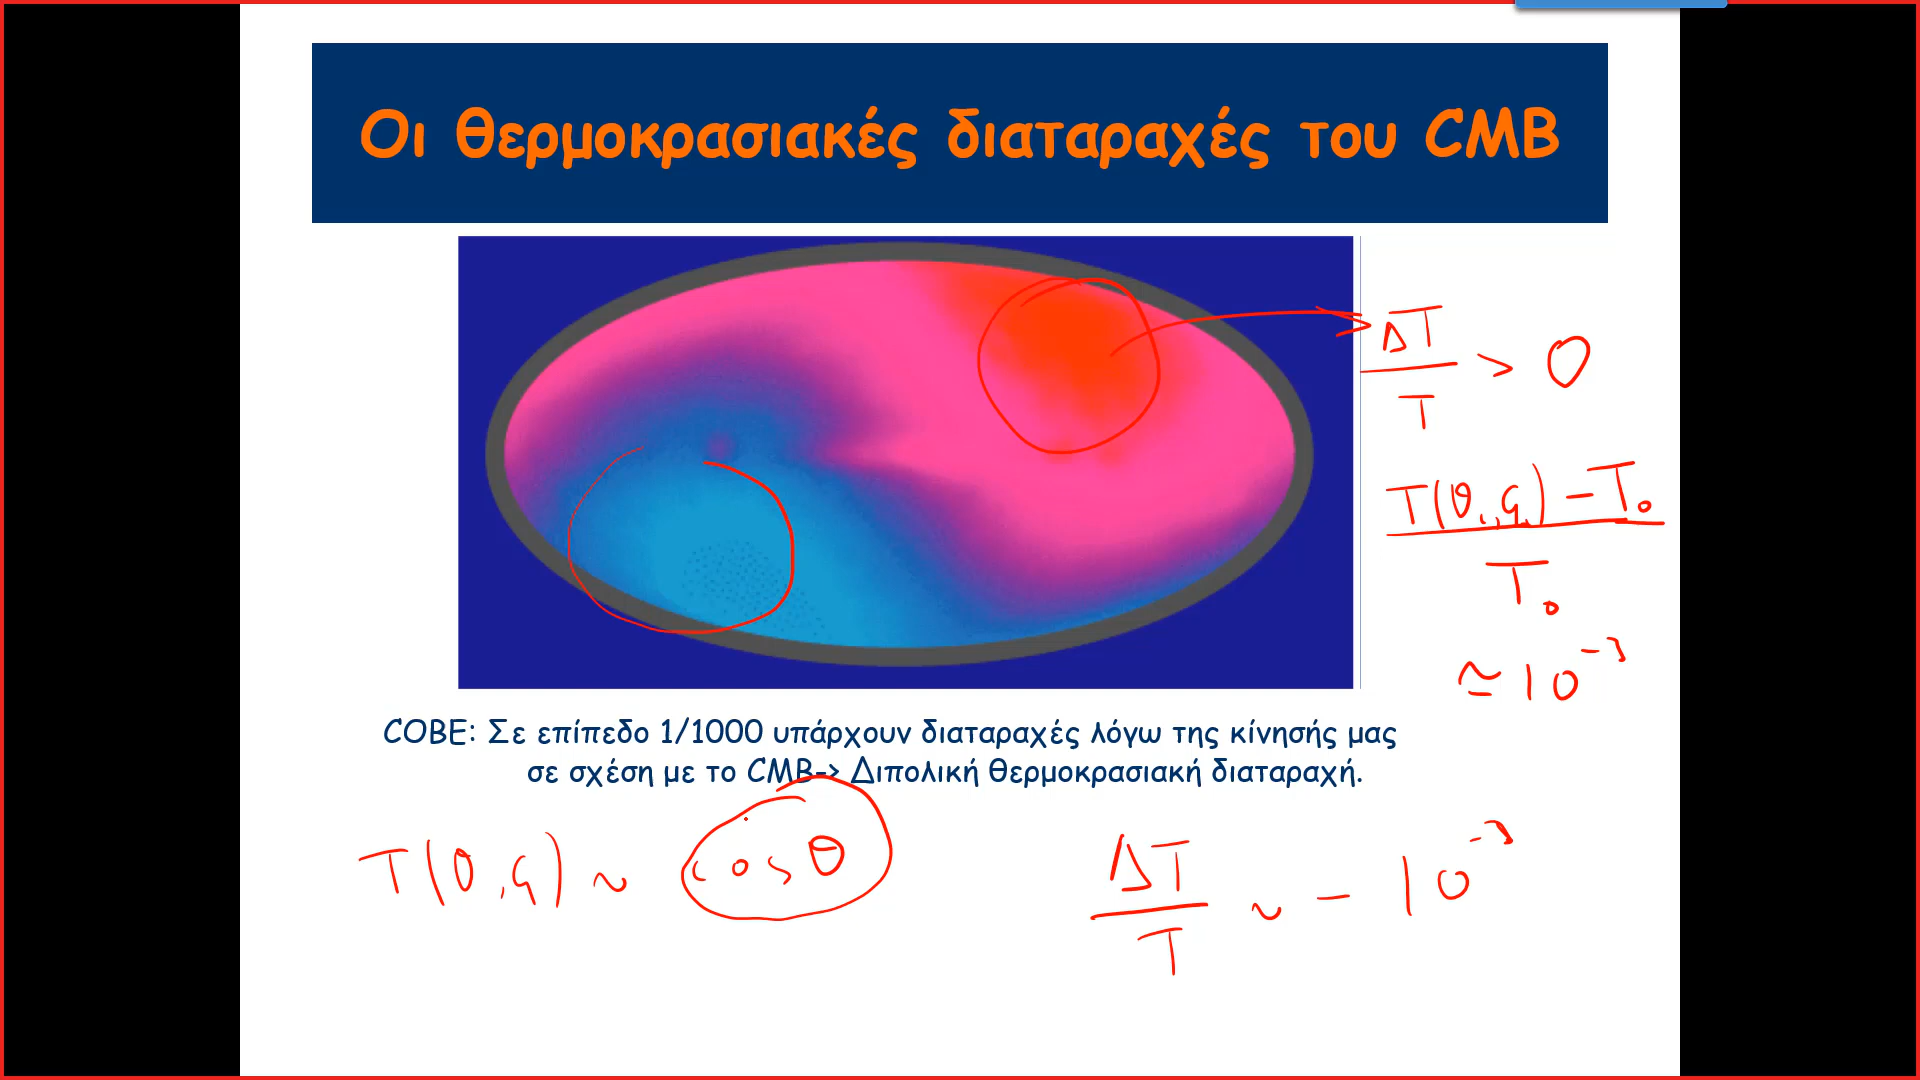 Οι θερμοκρασιακές διαταραχές του CMB
ΔT/T > 0
T(θ,φ) - T₀ / T₀
≃ 10⁻³
COBE: Σε επίπεδο 1/1000 υπάρχουν διαταραχές λόγω της κίνησής μας
σε σχέση με το CMB-> Διπολική θερμοκρασιακή διαταραχή.
T(θ,φ) ~ cosθ
ΔT/T ~ - 10⁻³